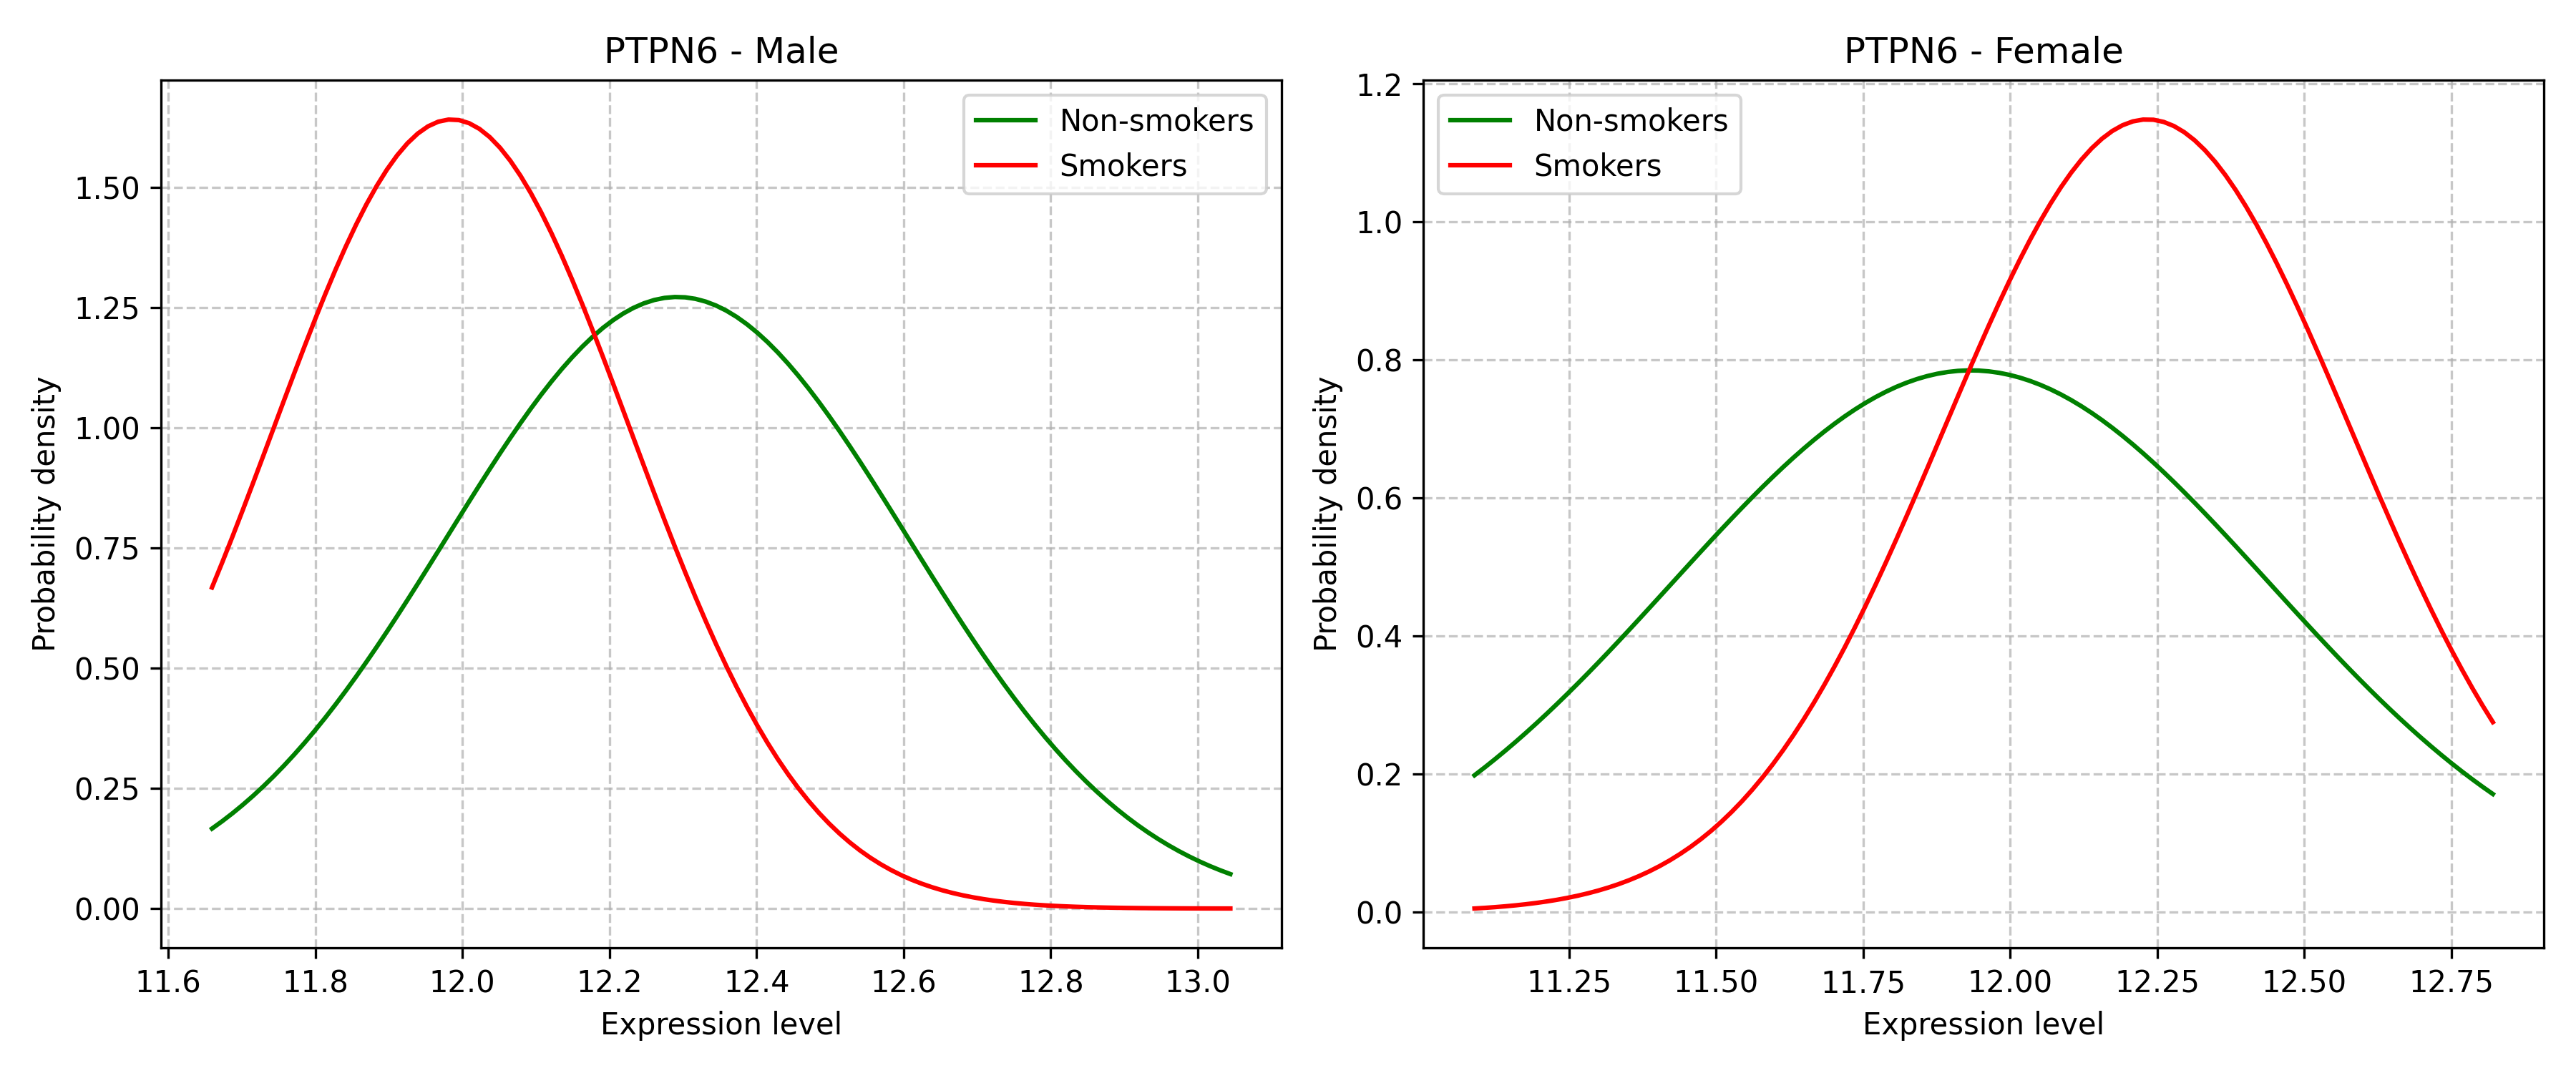 PTPN6 - Male
Non-smokers
Smokers
Probability density
1.50
1.25
1.00
0.75
0.50
0.25
0.00
11.6 11.8 12.0 12.2 12.4 12.6 12.8 13.0
Expression level
PTPN6 - Female
Non-smokers
Smokers
Probability density
1.2
1.0
0.8
0.6
0.4
0.2
0.0
11.25 11.50 11.75 12.00 12.25 12.50 12.75
Expression level